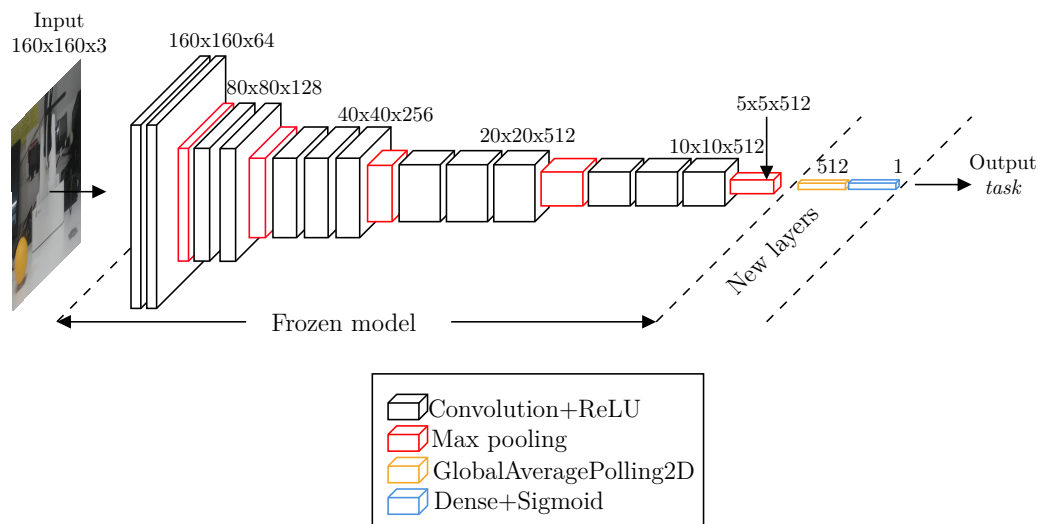 Input
160x160x3
160x160x64
80x80x128
40x40x256
20x20x512
10x10x512
5x5x512
512
1
Output
task
New layers
Frozen model
Convolution+ReLU
Max pooling
GlobalAveragePolling2D
Dense+Sigmoid